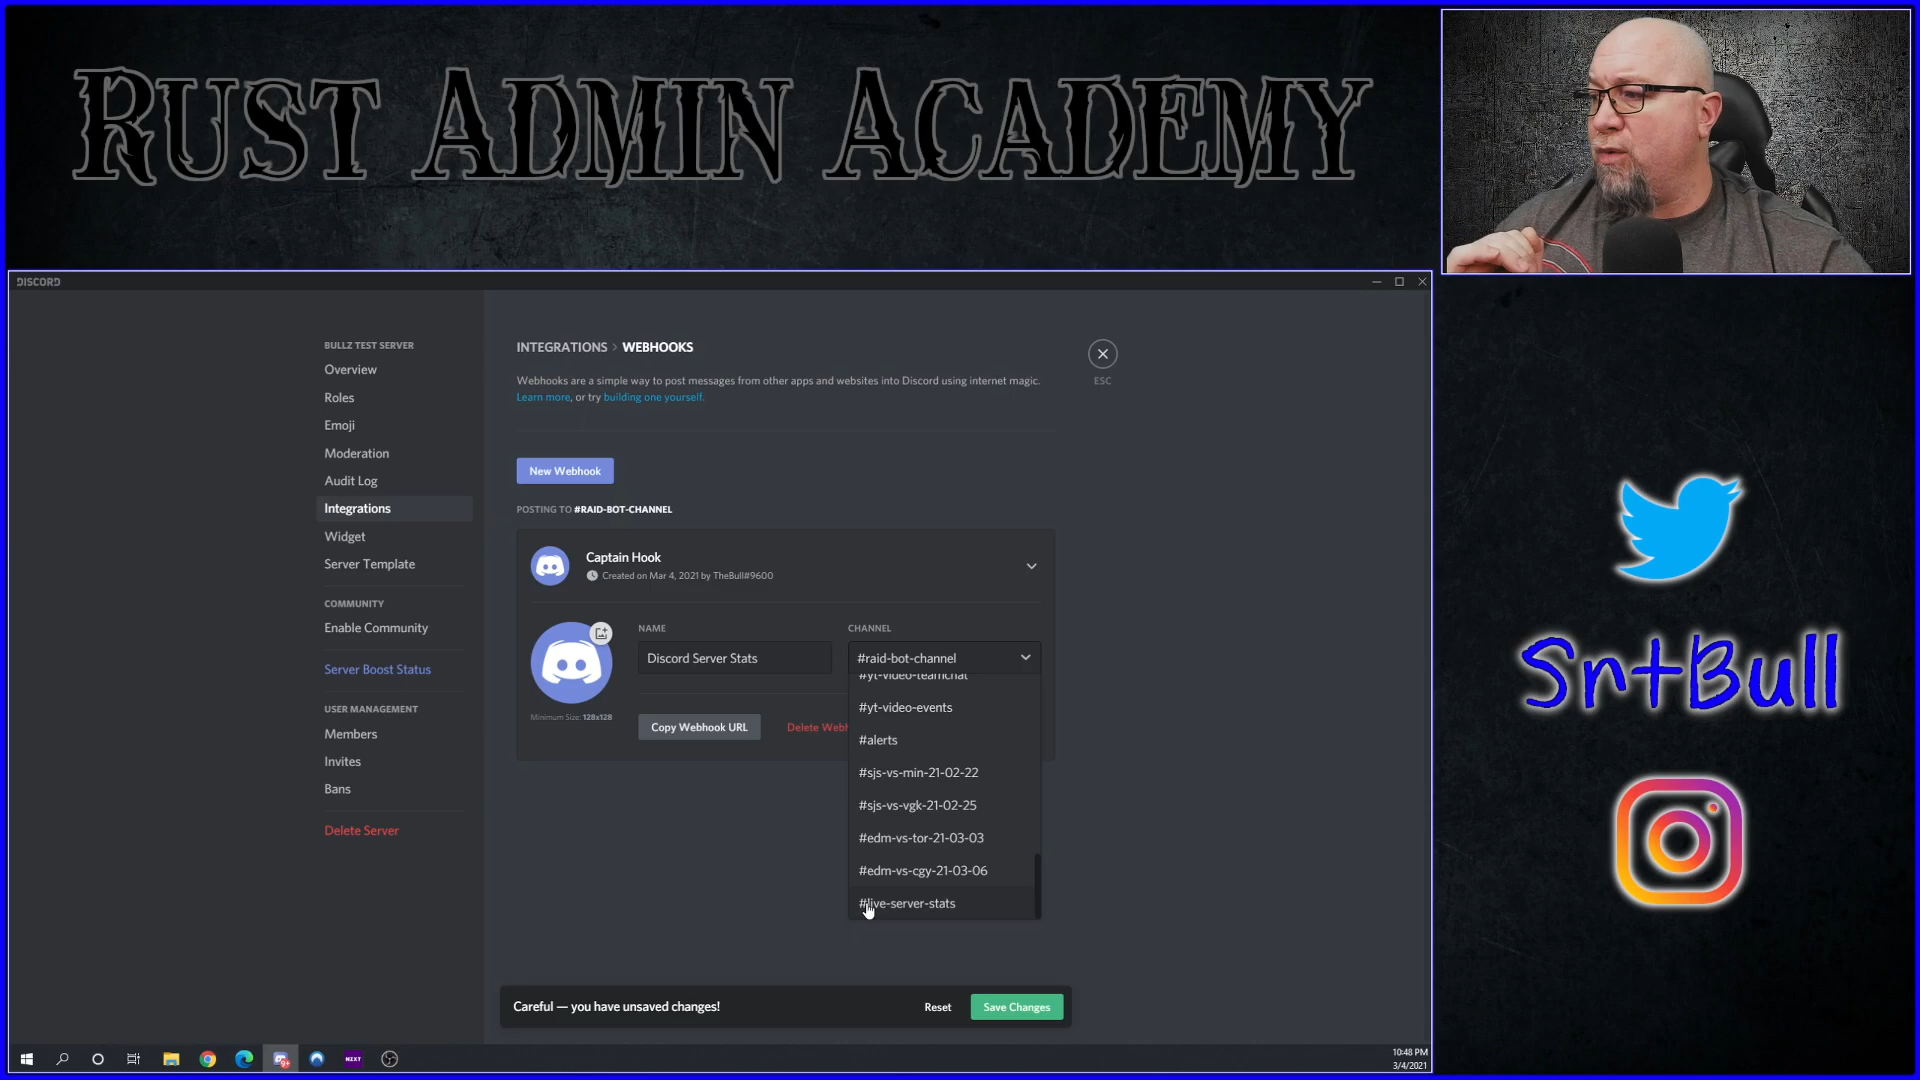 RUST ADMIN ACADEMY
DISCORD
BULLZ TEST SERVER
Overview
Roles
Emoji
Moderation
Audit Log
Integrations
Widget
Server Template
COMMUNITY
Enable Community
Server Boost Status
USER MANAGEMENT
Members
Invites
Bans
Delete Server
INTEGRATIONS > WEBHOOKS
Webhooks are a simple way to post messages from other apps and websites into Discord using internet magic.
Learn more, or try building one yourself.
ESC
New Webhook
POSTING TO #RAID-BOT-CHANNEL
Captain Hook
Created on Mar 4, 2021 by TheBull#9600
NAME
CHANNEL
Discord Server Stats
#raid-bot-channel
Minimum Size: 128x128
Copy Webhook URL
Delete Webh
#yt-video-teamchat
#yt-video-events
#alerts
#sjs-vs-min-21-02-22
#sjs-vs-vgk-21-02-25
#edm-vs-tor-21-03-03
#edm-vs-cgy-21-03-06
#live-server-stats
Careful — you have unsaved changes!
Reset
Save Changes
SntBull
NEXT
10:48 PM
3/4/2021